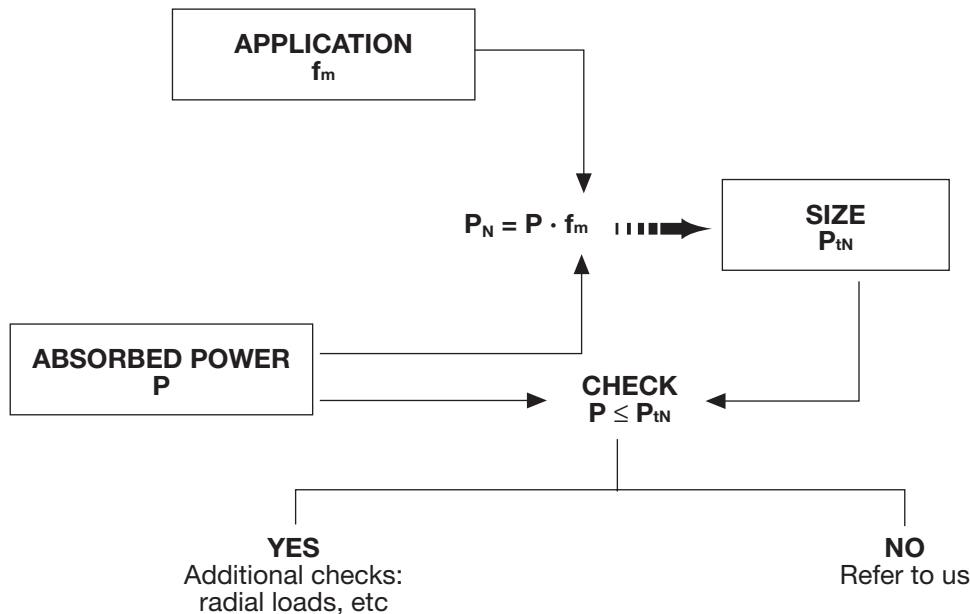 APPLICATION
fm
PN = P · fm
SIZE
PtN
ABSORBED POWER
P
CHECK
P ≤ PtN
YES
Additional checks:
radial loads, etc
NO
Refer to us